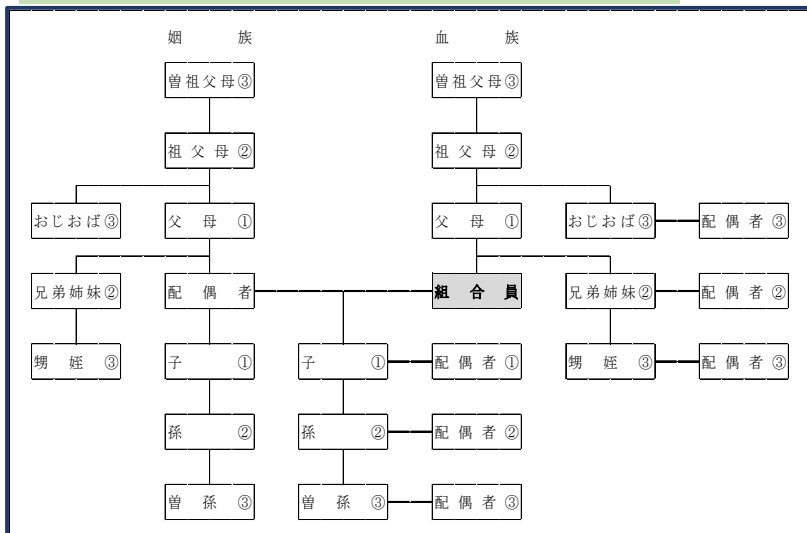 姻族 血族
曽祖父母③ 曽祖父母③
祖父母② 祖父母②
おじおば③ 父母① 父母① おじおば③ 配偶者③
兄弟姉妹② 配偶者 組合員 兄弟姉妹② 配偶者②
甥姪③ 子① 子① 配偶者① 甥姪③ 配偶者③
孫② 孫② 配偶者②
曽孫③ 曽孫③ 配偶者③